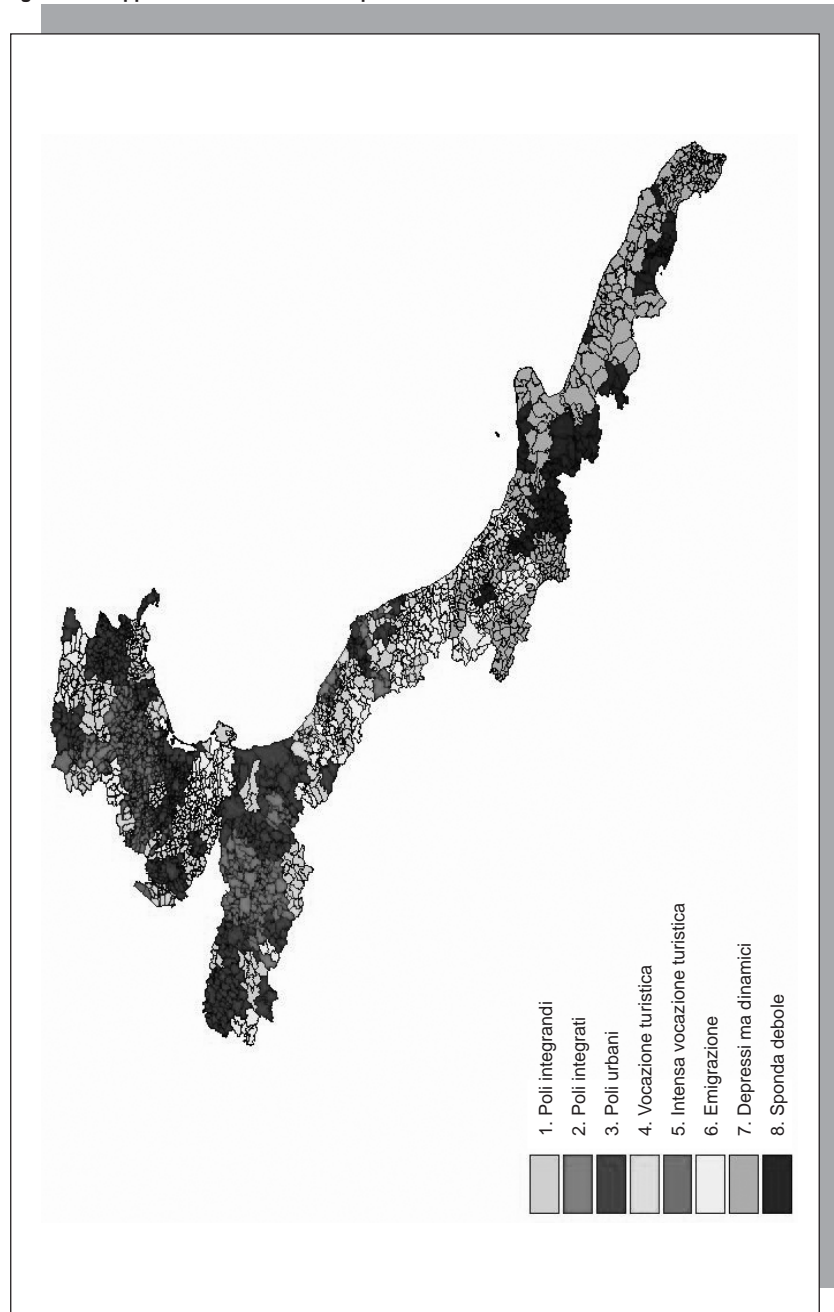 1. Poli integrandi
2. Poli integrati
3. Poli urbani
4. Vocazione turistica
5. Intensa vocazione turistica
6. Emigrazione
7. Depressi ma dinamici
8. Sponda debole